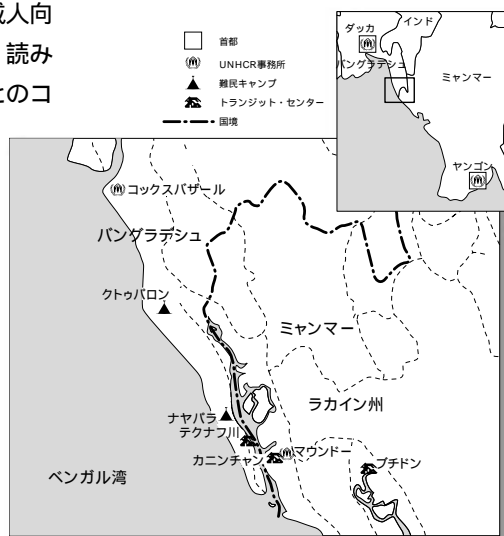 成人向
読み
とのコ
首都
UNHCR事務所
難民キャンプ
トランジット・センター
国境
ダッカ
インド
バングラデシュ
ミャンマー
ヤンゴン
コックスバザール
バングラデシュ
クトゥパロン
ミャンマー
ラカイン州
ナヤパラ
テクナフ川
カニンチャン
マウンドー
ブチドン
ベンガル湾